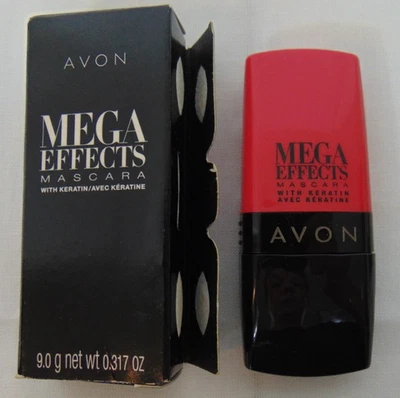 AVON
MEGA
EFFECTS
MASCARA
WITH KERATIN/AVEC KÉRATINE
9.0 g net wt 0.317 OZ
MEGA
EFFECTS
MASCARA
WITH KERATIN
AVEC KÉRATINE
AVON